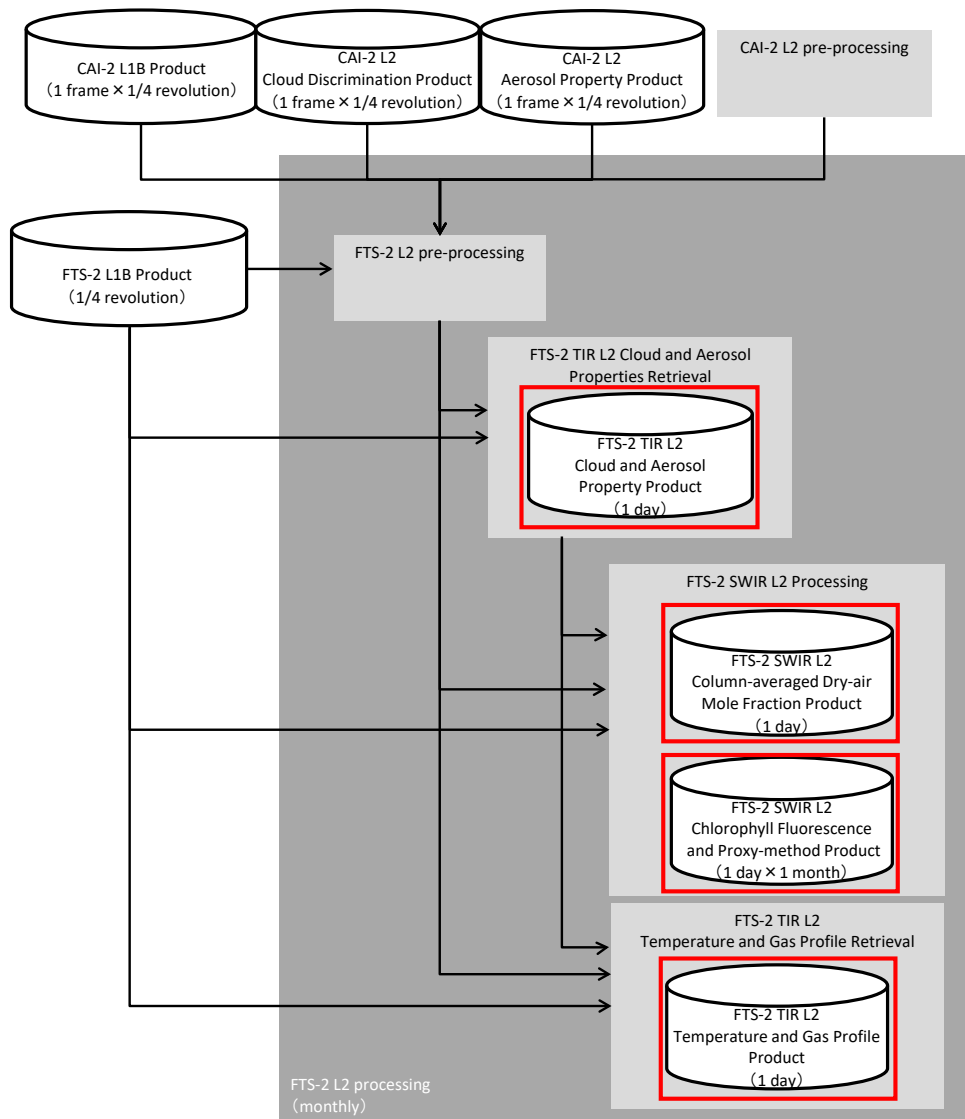 CAI-2 L1B Product
（1 frame × 1/4 revolution）
CAI-2 L2
Cloud Discrimination Product
（1 frame × 1/4 revolution）
CAI-2 L2
Aerosol Property Product
（1 frame × 1/4 revolution）
CAI-2 L2 pre-processing
FTS-2 L1B Product
（1/4 revolution）
FTS-2 L2 pre-processing
FTS-2 TIR L2 Cloud and Aerosol
Properties Retrieval
FTS-2 TIR L2
Cloud and Aerosol
Property Product
（1 day）
FTS-2 SWIR L2 Processing
FTS-2 SWIR L2
Column-averaged Dry-air
Mole Fraction Product
（1 day）
FTS-2 SWIR L2
Chlorophyll Fluorescence
and Proxy-method Product
（1 day × 1 month）
FTS-2 TIR L2
Temperature and Gas Profile Retrieval
FTS-2 TIR L2
Temperature and Gas Profile
Product
（1 day）
FTS-2 L2 processing
（monthly）